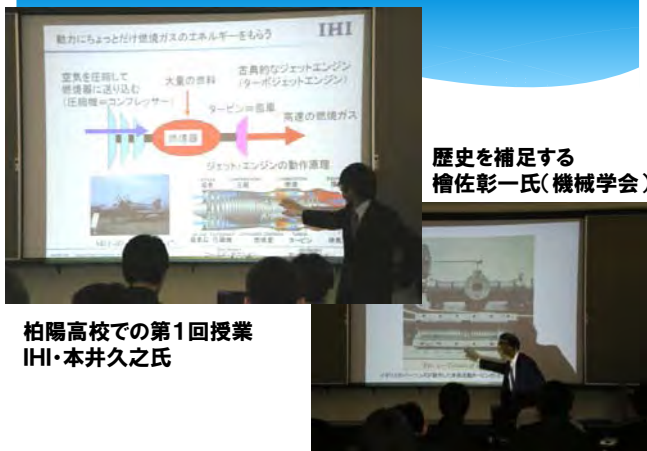 動力にちょっとだけ燃焼ガスのエネルギーをもらう
IHI
空気を圧縮して
燃焼器に送り込む
(圧縮機=コンプレッサー)
大量の燃料
古典的なジェットエンジン
(ターボジェットエンジン)
タービン=風車
高速の燃焼ガス
燃焼器
ジェットエンジンの動作原理
歴史を補足する
檜佐彰一氏(機械学会)
柏陽高校での第1回授業
IHI・本井久之氏